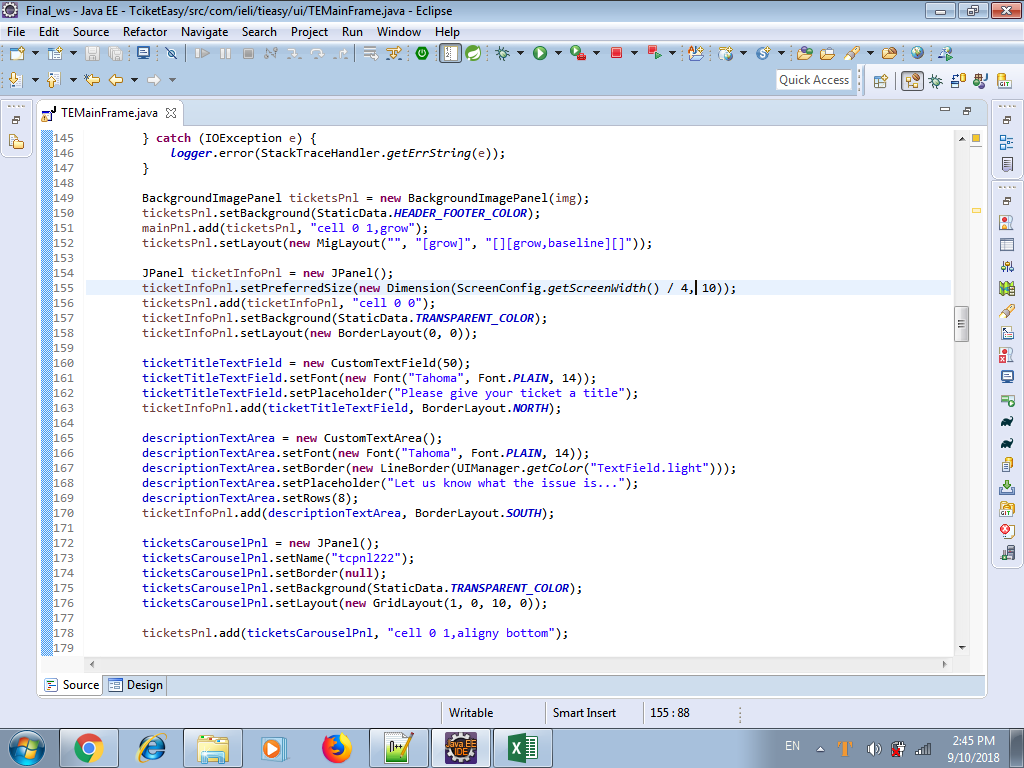 Final_ws - Java EE - TciketEasy/src/com/ieli/tieasy/ui/TEMainFrame.java - Eclipse
File Edit Source Refactor Navigate Search Project Run Window Help
Quick Access
TEMainFrame.java
145 } catch (IOException e) {
146 logger.error(StackTraceHandler.getErrString(e));
147 }
148
149 BackgroundImagePanel ticketsPnl = new BackgroundImagePanel(img);
150 ticketsPnl.setBackground(StaticData.HEADER_FOOTER_COLOR);
151 mainPnl.add(ticketsPnl, "cell 0 1,grow");
152 ticketsPnl.setLayout(new MigLayout("", "[grow]", "[][grow,baseline][]"));
153
154 JPanel ticketInfoPnl = new JPanel();
155 ticketInfoPnl.setPreferredSize(new Dimension(ScreenConfig.getScreenWidth() / 4, 10));
156 ticketsPnl.add(ticketInfoPnl, "cell 0 0");
157 ticketInfoPnl.setBackground(StaticData.TRANSPARENT_COLOR);
158 ticketInfoPnl.setLayout(new BorderLayout(0, 0));
159
160 ticketTitleTextField = new CustomTextField(50);
161 ticketTitleTextField.setFont(new Font("Tahoma", Font.PLAIN, 14));
162 ticketTitleTextField.setPlaceholder("Please give your ticket a title");
163 ticketInfoPnl.add(ticketTitleTextField, BorderLayout.NORTH);
164
165 descriptionTextArea = new CustomTextArea();
166 descriptionTextArea.setFont(new Font("Tahoma", Font.PLAIN, 14));
167 descriptionTextArea.setBorder(new LineBorder(UIManager.getColor("TextField.light")));
168 descriptionTextArea.setPlaceholder("Let us know what the issue is...");
169 descriptionTextArea.setRows(8);
170 ticketInfoPnl.add(descriptionTextArea, BorderLayout.SOUTH);
171
172 ticketsCarouselPnl = new JPanel();
173 ticketsCarouselPnl.setName("tcpnl222");
174 ticketsCarouselPnl.setBorder(null);
175 ticketsCarouselPnl.setBackground(StaticData.TRANSPARENT_COLOR);
176 ticketsCarouselPnl.setLayout(new GridLayout(1, 0, 10, 0));
177
178 ticketsPnl.add(ticketsCarouselPnl, "cell 0 1,aligny bottom");
179
Source Design
Writable Smart Insert 155 : 88
EN 2:45 PM
9/10/2018